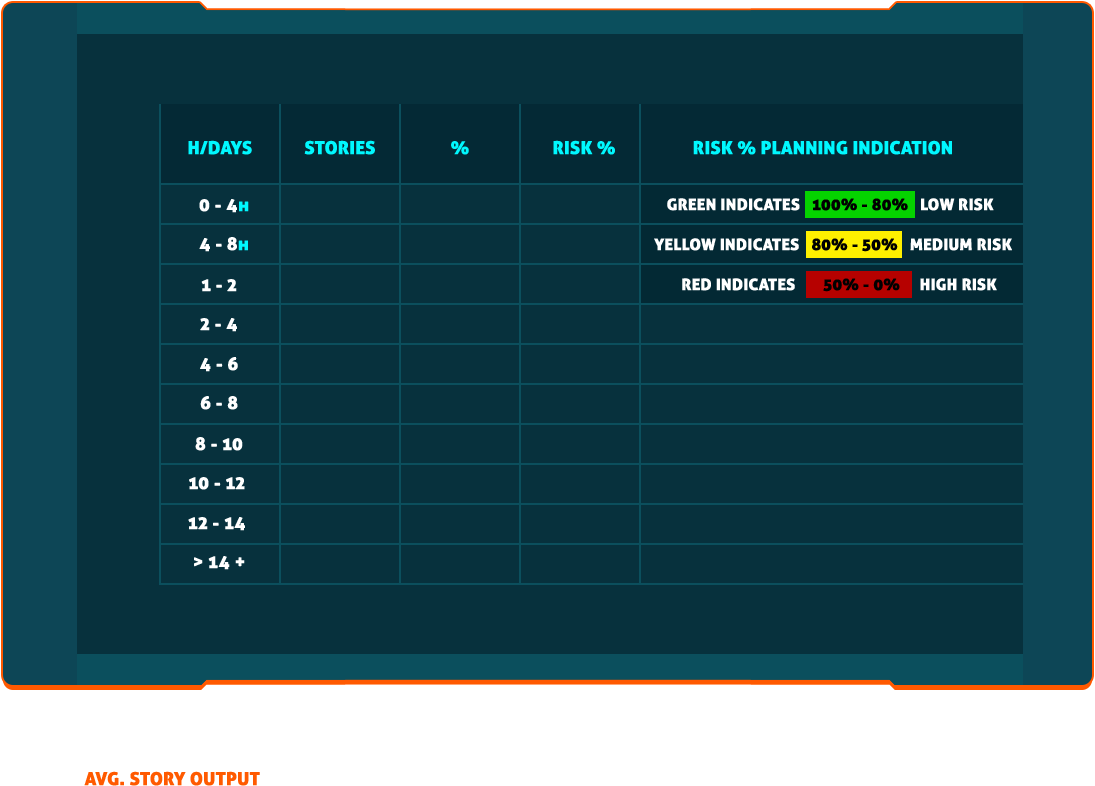 H/DAYS STORIES % RISK % RISK % PLANNING INDICATION
0 - 4H GREEN INDICATES 100% - 80% LOW RISK
4 - 8H YELLOW INDICATES 80% - 50% MEDIUM RISK
1 - 2 RED INDICATES 50% - 0% HIGH RISK
2 - 4
4 - 6
6 - 8
8 - 10
10 - 12
12 - 14
> 14 +
AVG. STORY OUTPUT